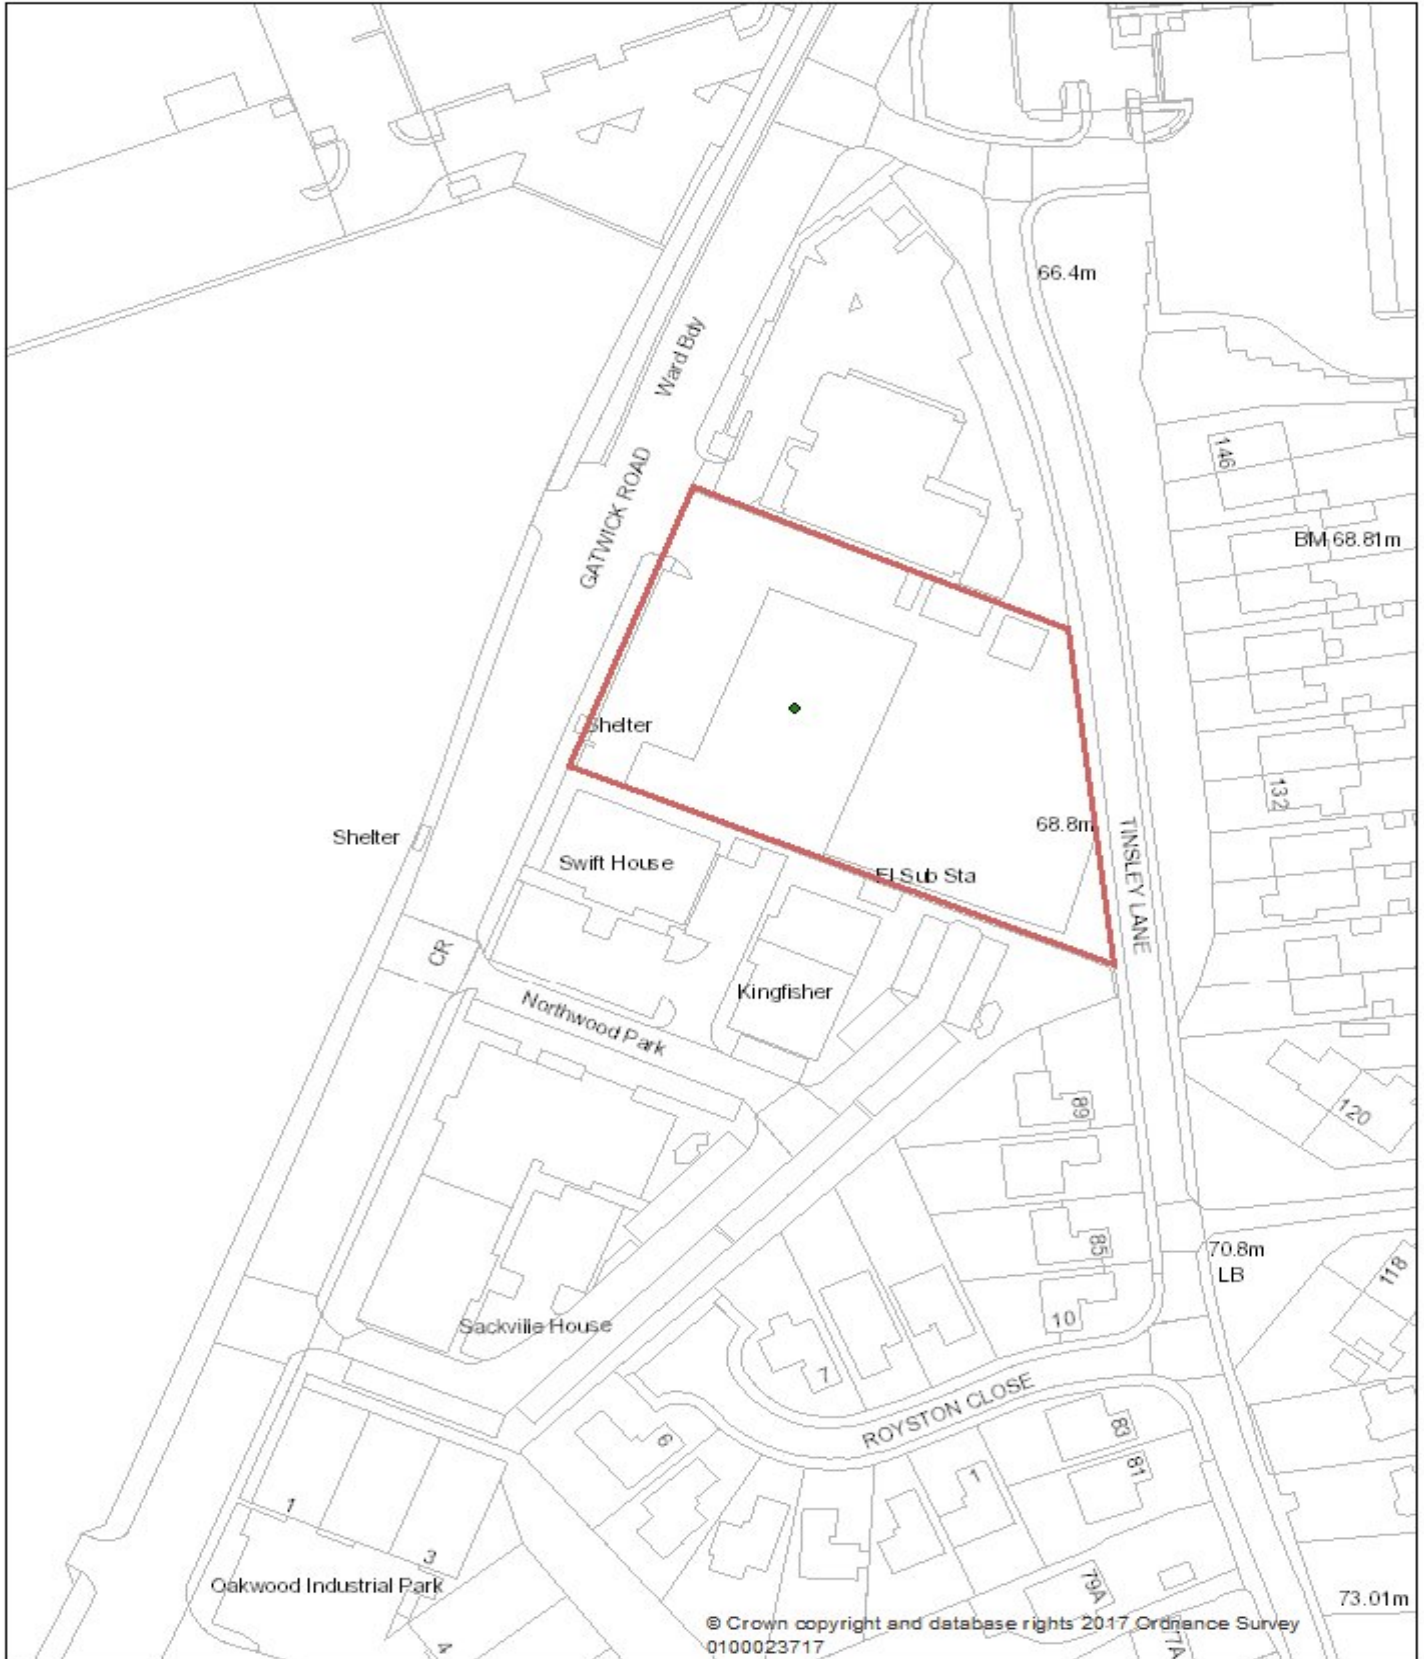 66.4m
Ward Bdy
GATWICK ROAD
146
BM 68.81m
Shelter
132
68.8m
TINSLEY LANE
Shelter
Swift House
El Sub Sta
CR
Kingfisher
Northwood Park
89
120
85
70.8m
LB
118
10
Sackville House
7
ROYSTON CLOSE
83
6
81
1
1
3
Oakwood Industrial Park
79A
73.01m
© Crown copyright and database rights 2017 Ordnance Survey
0100023717
77A
4